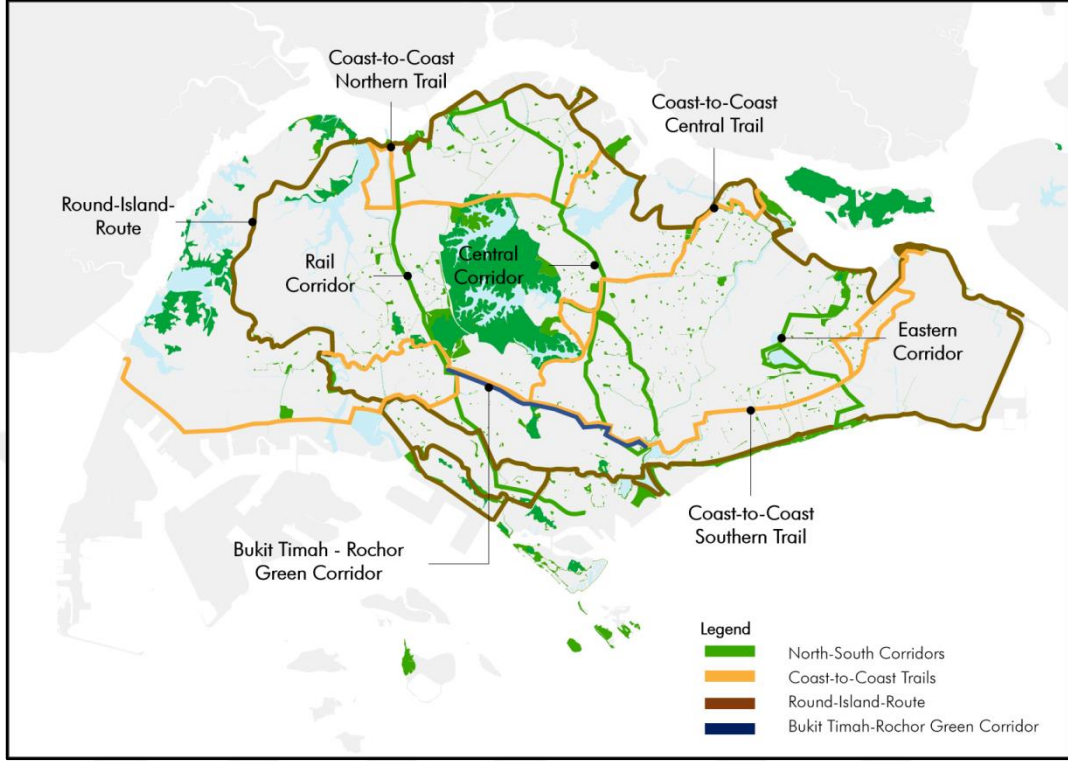 Coast-to-Coast
Northern Trail
Coast-to-Coast
Central Trail
Round-Island-
Route
Rail
Corridor
Central
Corridor
Eastern
Corridor
Coast-to-Coast
Southern Trail
Bukit Timah - Rochor
Green Corridor
Legend
North-South Corridors
Coast-to-Coast Trails
Round-Island-Route
Bukit Timah-Rochor Green Corridor